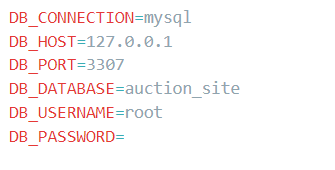 DB_CONNECTION=mysql
DB_HOST=127.0.0.1
DB_PORT=3307
DB_DATABASE=auction_site
DB_USERNAME=root
DB_PASSWORD=